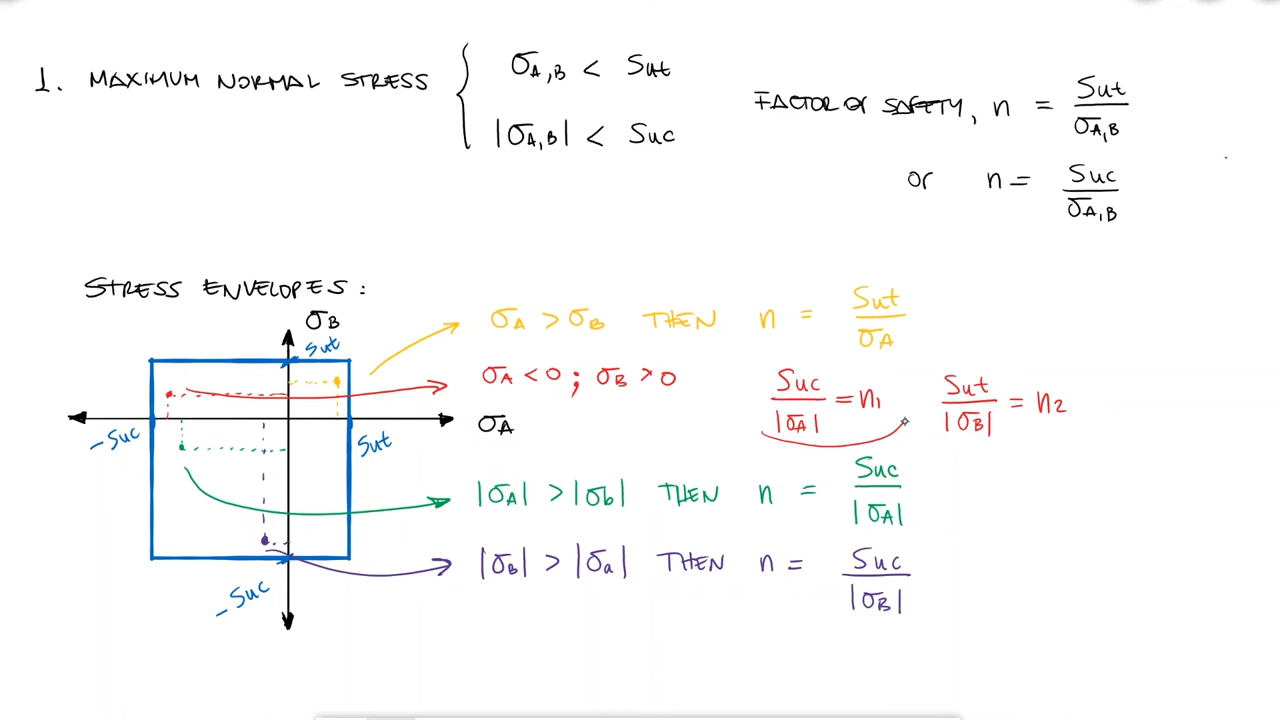 1. MAXIMUM NORMAL STRESS { σA,B < Sut
|σA,B| < Suc
FACTOR OF SAFETY, n = Sut / σA,B
or n = Suc / σA,B
STRESS ENVELOPES:
σB
Sut
σA
-Suc
Sut
-Suc
σA > σB THEN n = Sut / σA
σA < 0 ; σB > 0 Suc / |σA| = n1 Sut / |σB| = n2
|σA| > |σb| THEN n = Suc / |σA|
|σB| > |σa| THEN n = Suc / |σB|